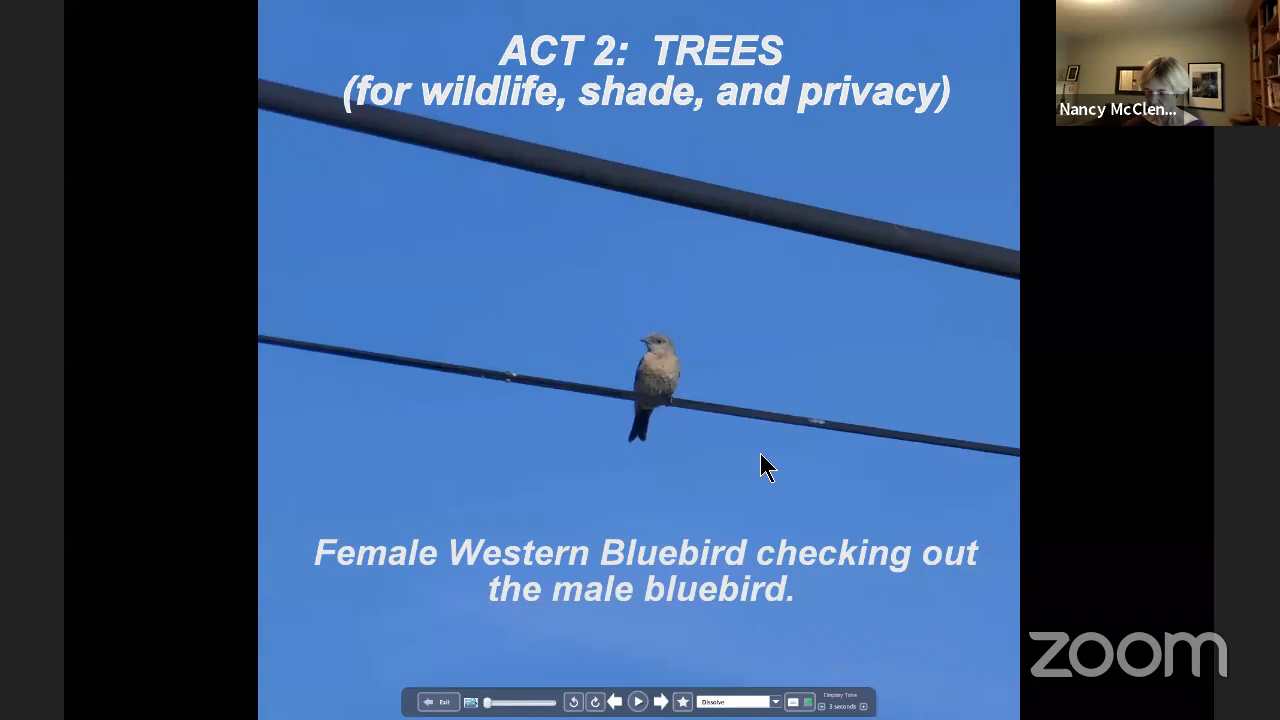 ACT 2: TREES
(for wildlife, shade, and privacy)
Nancy McClen...
Female Western Bluebird checking out
the male bluebird.
zoom
Exit
Dissolve
Display Time
3 seconds